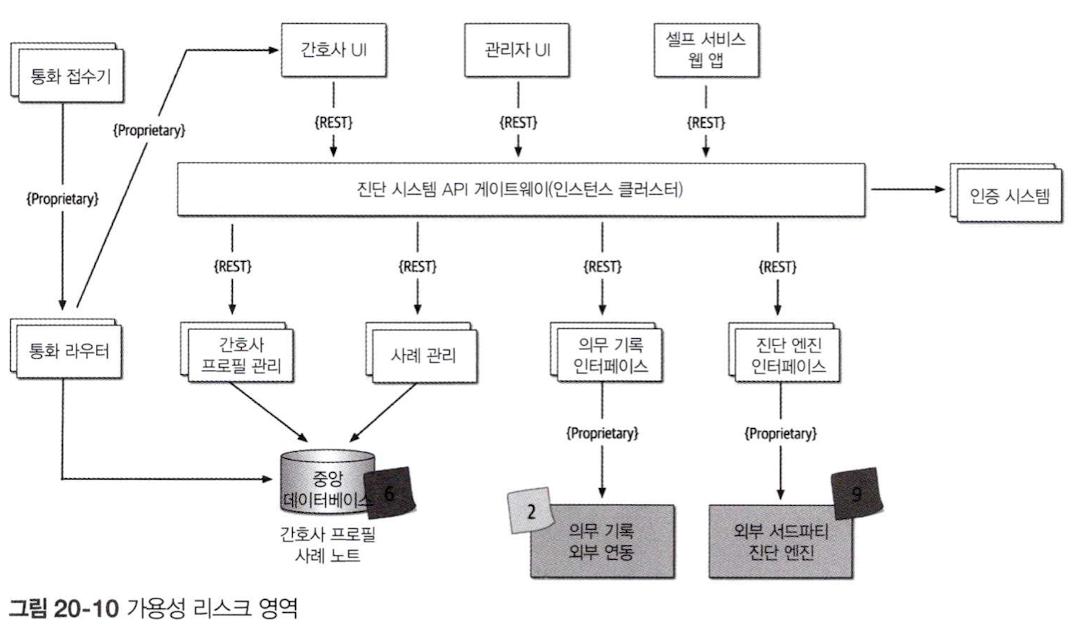 통화 접수기
간호사 UI
관리자 UI
셀프 서비스
웹 앱
{Proprietary}
{REST}
{REST}
{REST}
{Proprietary}
진단 시스템 API 게이트웨이(인스턴스 클러스터)
인증 시스템
{REST}
{REST}
{REST}
{REST}
통화 라우터
간호사
프로필 관리
사례 관리
의무 기록
인터페이스
진단 엔진
인터페이스
{Proprietary}
{Proprietary}
중앙
데이터베이스
6
2
9
의무 기록
외부 연동
외부 서드파티
진단 엔진
간호사 프로필
사례 노트
그림 20-10 가용성 리스크 영역